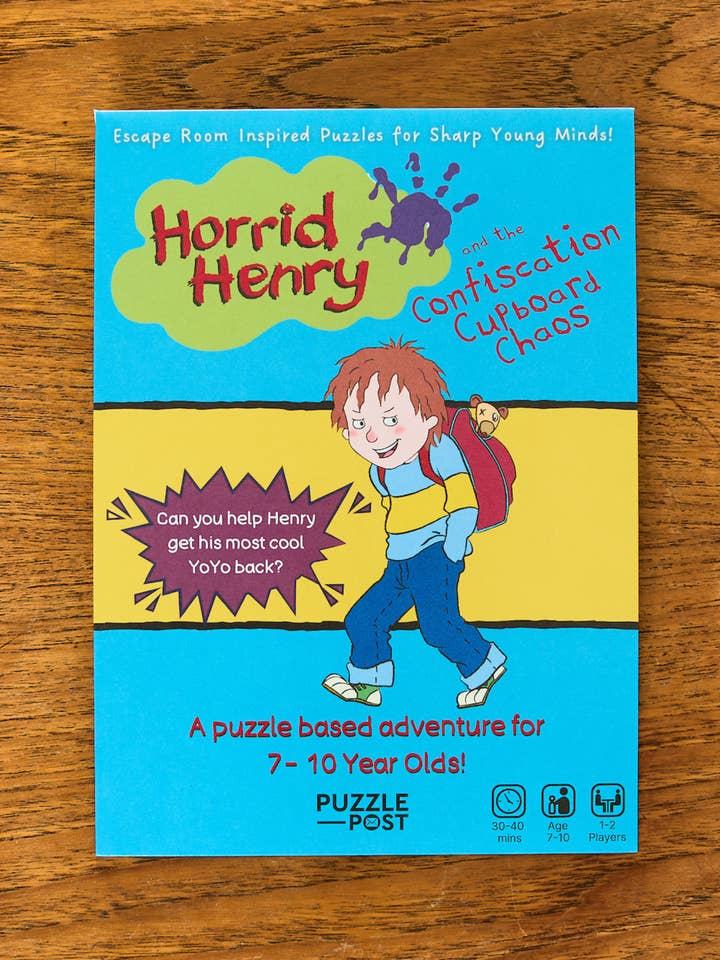 Escape Room Inspired Puzzles for Sharp Young Minds!
Horrid
Henry
and the
Confiscation
Cupboard
Chaos
Can you help Henry
get his most cool
YoYo back?
A puzzle based adventure for
7- 10 Year Olds!
PUZZLE
POST
30-40
mins
Age
7-10
1-2
Players